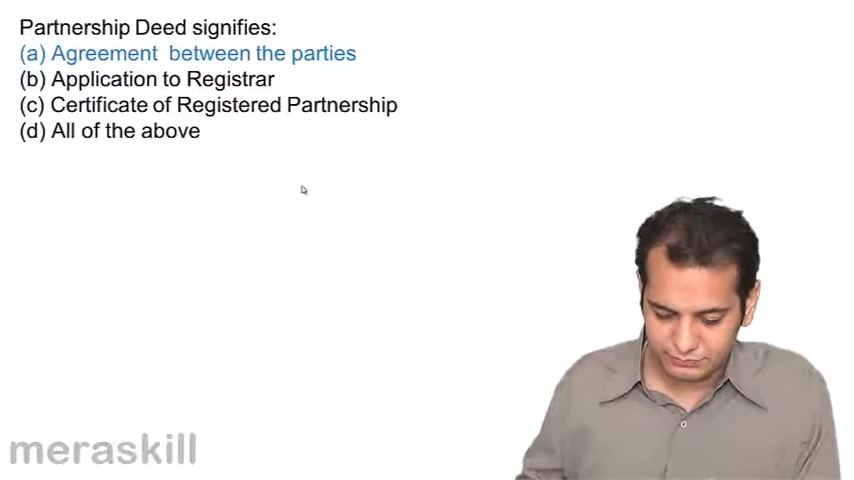 Partnership Deed signifies:
(a) Agreement  between the parties
(b) Application to Registrar
(c) Certificate of Registered Partnership
(d) All of the above
meraskill